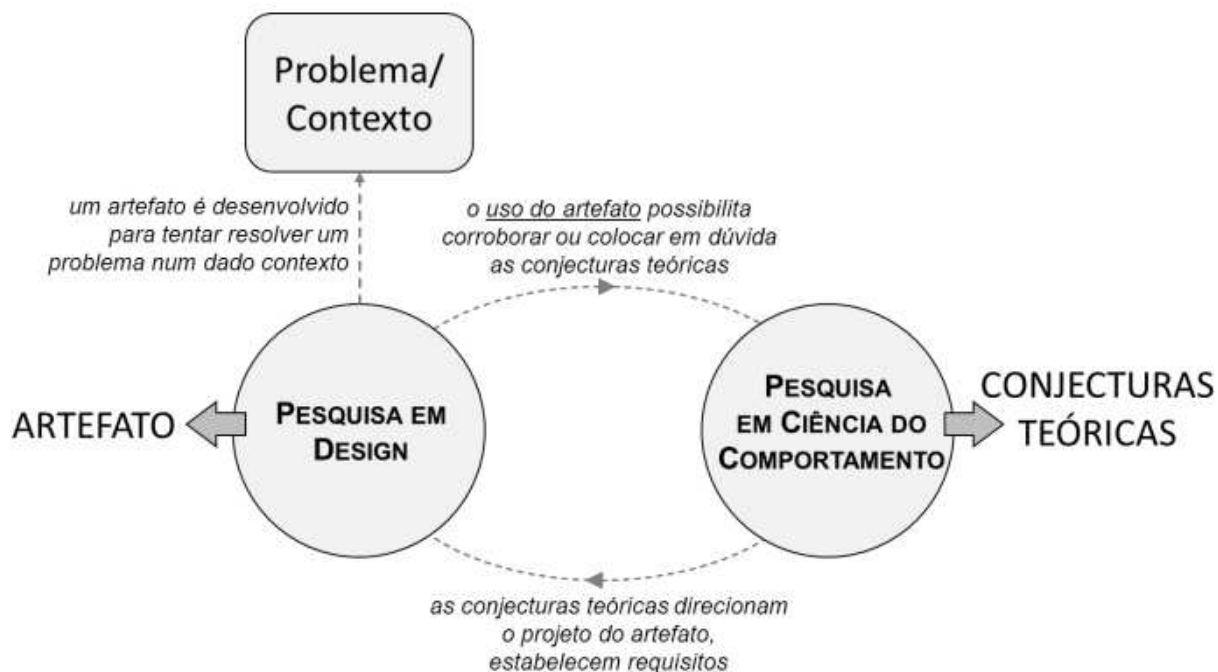 Problema/
Contexto
um artefato é desenvolvido
para tentar resolver um
problema num dado contexto
o uso do artefato possibilita
corroborar ou colocar em dúvida
as conjecturas teóricas
ARTEFATO
PESQUISA EM
DESIGN
PESQUISA
EM CIÊNCIA DO
COMPORTAMENTO
CONJECTURAS
TEÓRICAS
as conjecturas teóricas direcionam
o projeto do artefato,
estabelecem requisitos